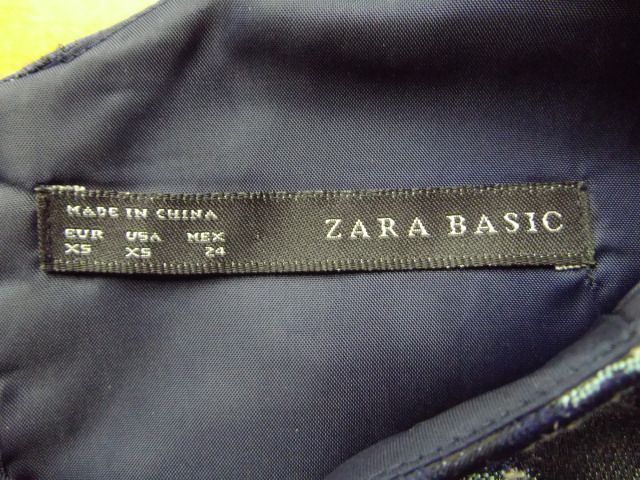 MADE IN CHINA
EUR USA MEX
XS XS 24
ZARA BASIC